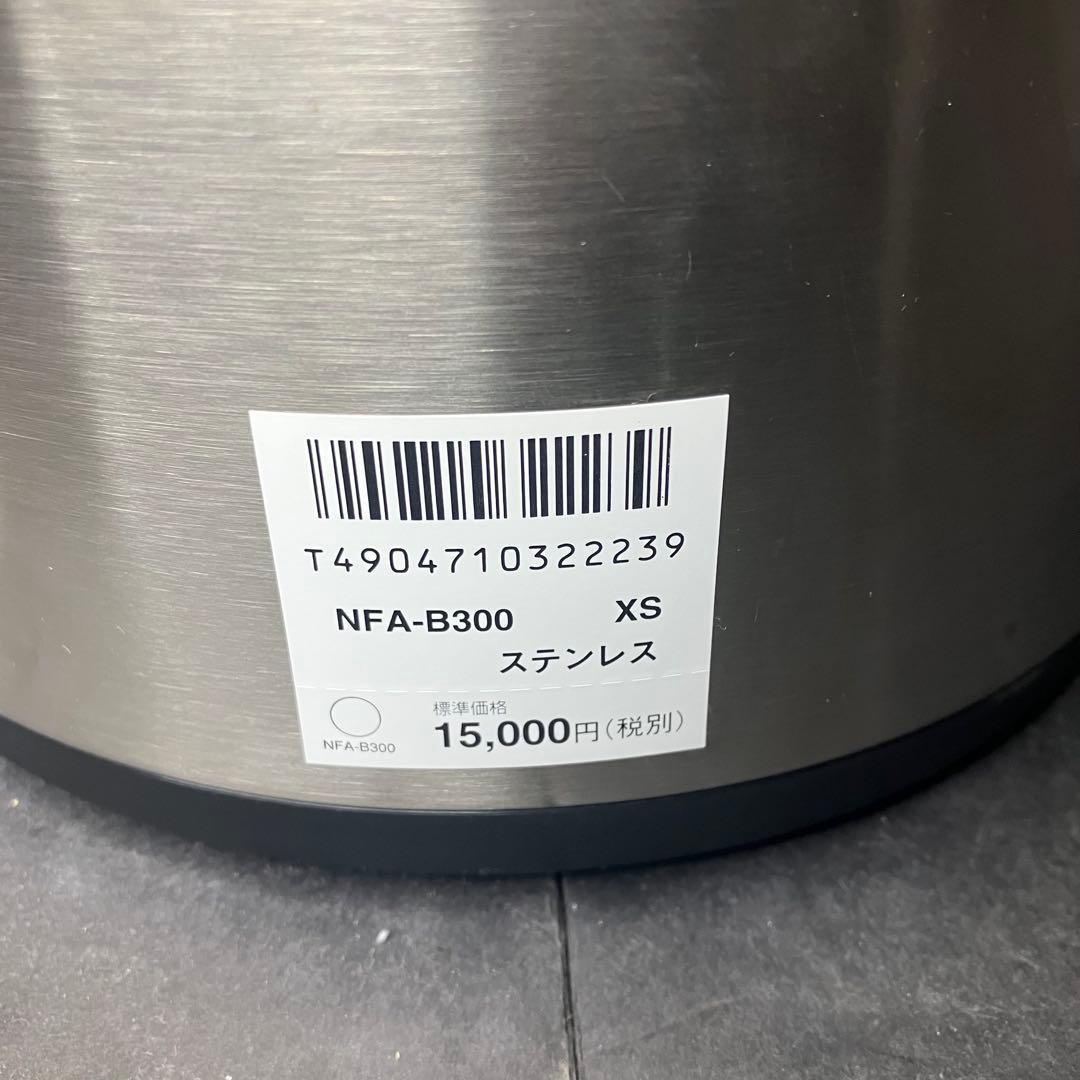 T4904710322239
NFA-B300 XS
ステンレス
標準価格
15,000円(税別)
NFA-B300